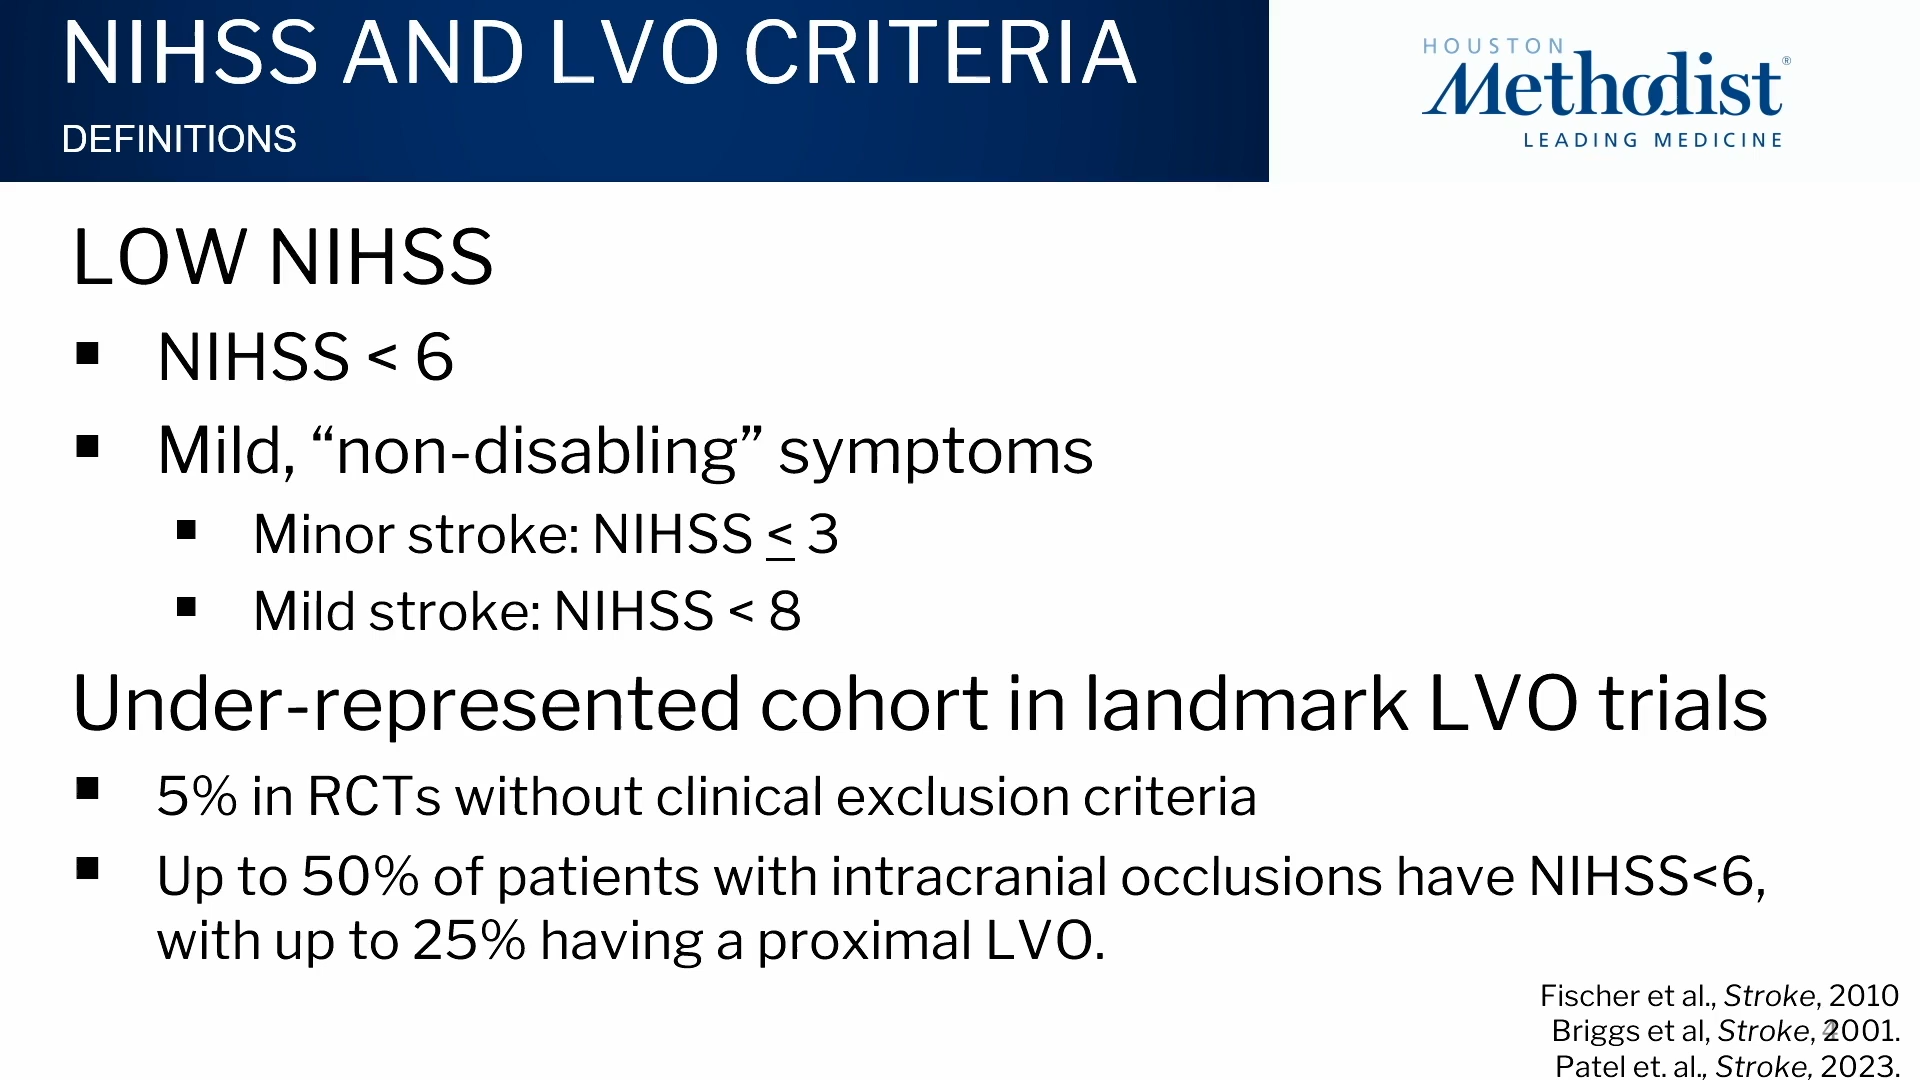 NIHSS AND LVO CRITERIA
DEFINITIONS
HOUSTON
Methodist®
LEADING MEDICINE
LOW NIHSS
▪ NIHSS < 6
▪ Mild, “non-disabling” symptoms
▪ Minor stroke: NIHSS ≤ 3
▪ Mild stroke: NIHSS < 8
Under-represented cohort in landmark LVO trials
▪ 5% in RCTs without clinical exclusion criteria
▪ Up to 50% of patients with intracranial occlusions have NIHSS<6,
with up to 25% having a proximal LVO.
Fischer et al., Stroke, 2010
Briggs et al, Stroke, 2001.
4
Patel et. al., Stroke, 2023.